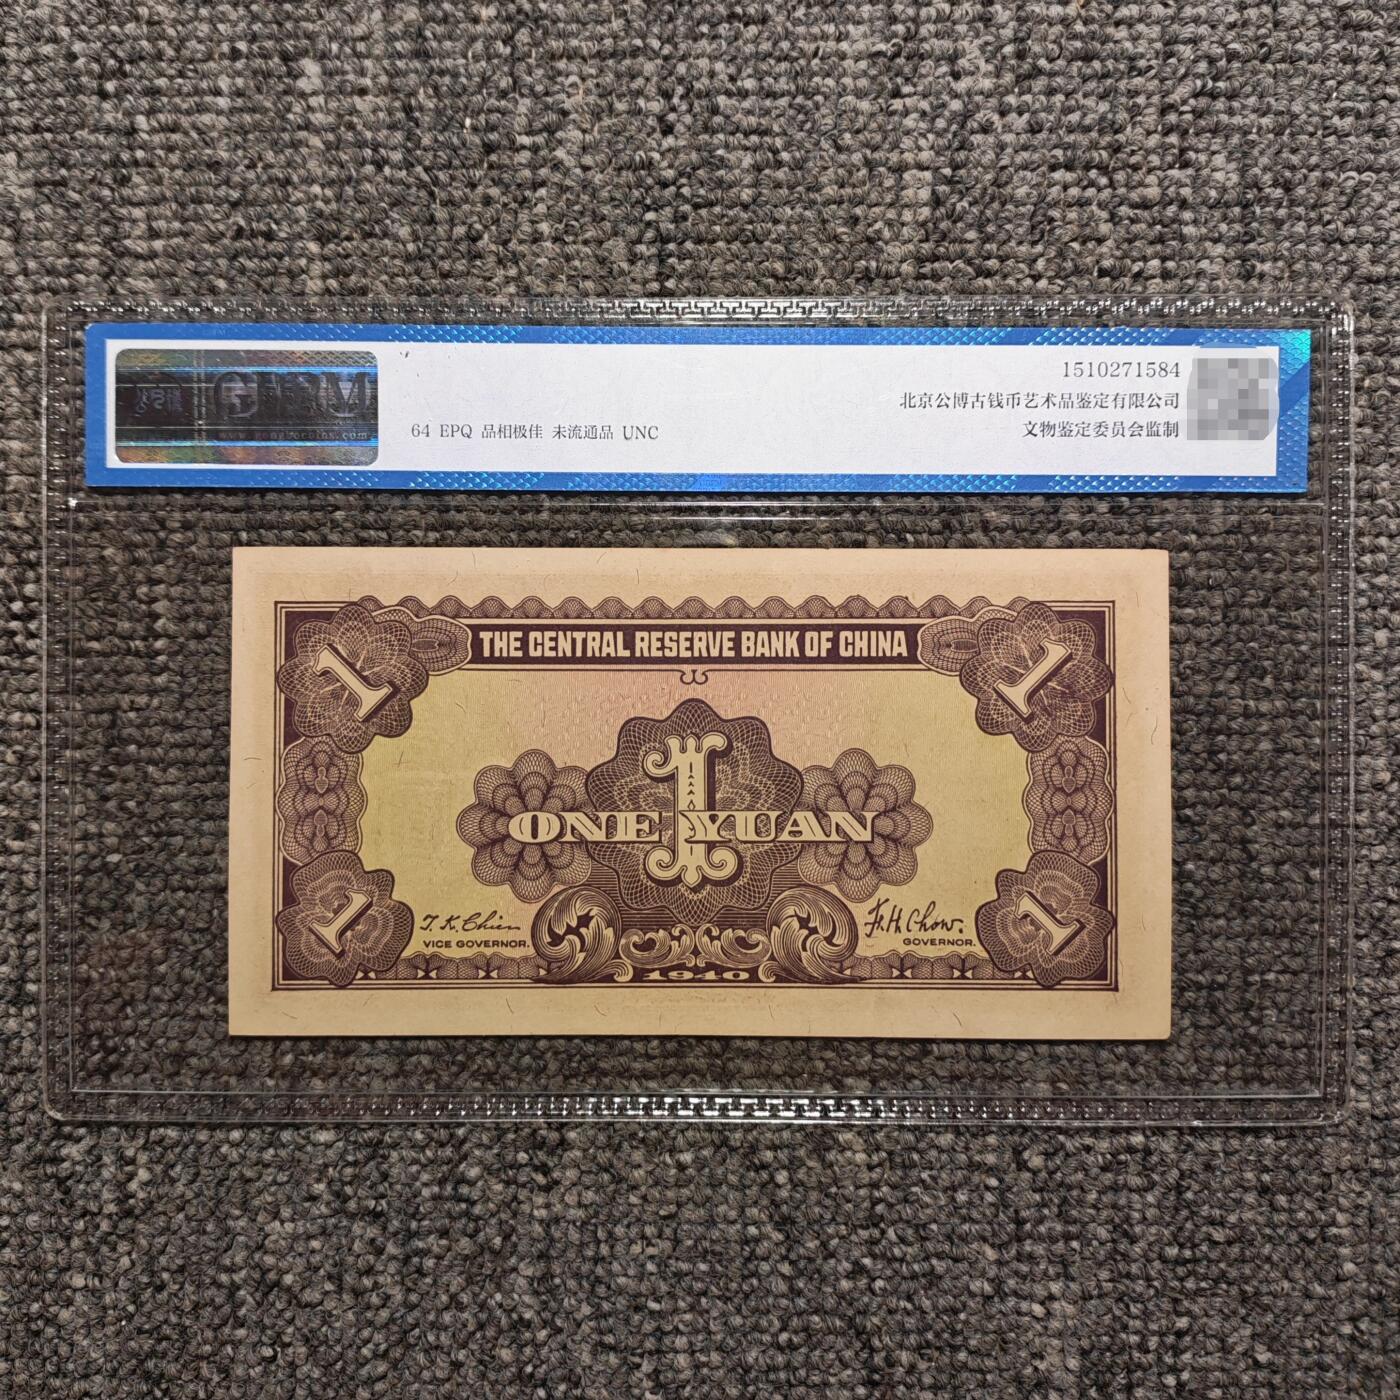 1510271584
北京公博古钱币艺术品鉴定有限公司
64 EPQ 品相极佳 未流通品 UNC
文物鉴定委员会监制
THE CENTRAL RESERVE BANK OF CHINA
1
1
1
ONE YUAN
T. K. Chien
VICE GOVERNOR.
F. H. Chow.
GOVERNOR.
1
1
1940